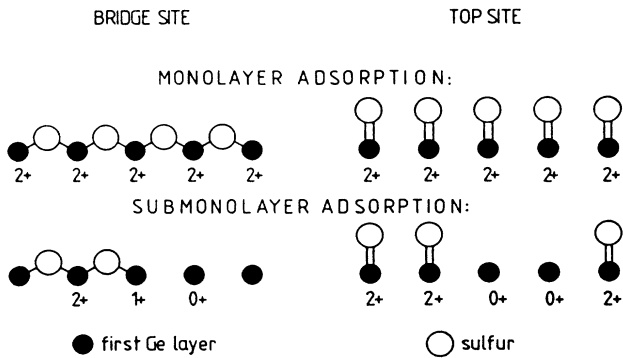 BRIDGE SITE TOP SITE
MONOLAYER ADSORPTION:
2+ 2+ 2+ 2+ 2+ 2+ 2+ 2+ 2+ 2+
SUBMONOLAYER ADSORPTION:
2+ 1+ 0+ 2+ 2+ 0+ 0+ 2+
first Ge layer sulfur